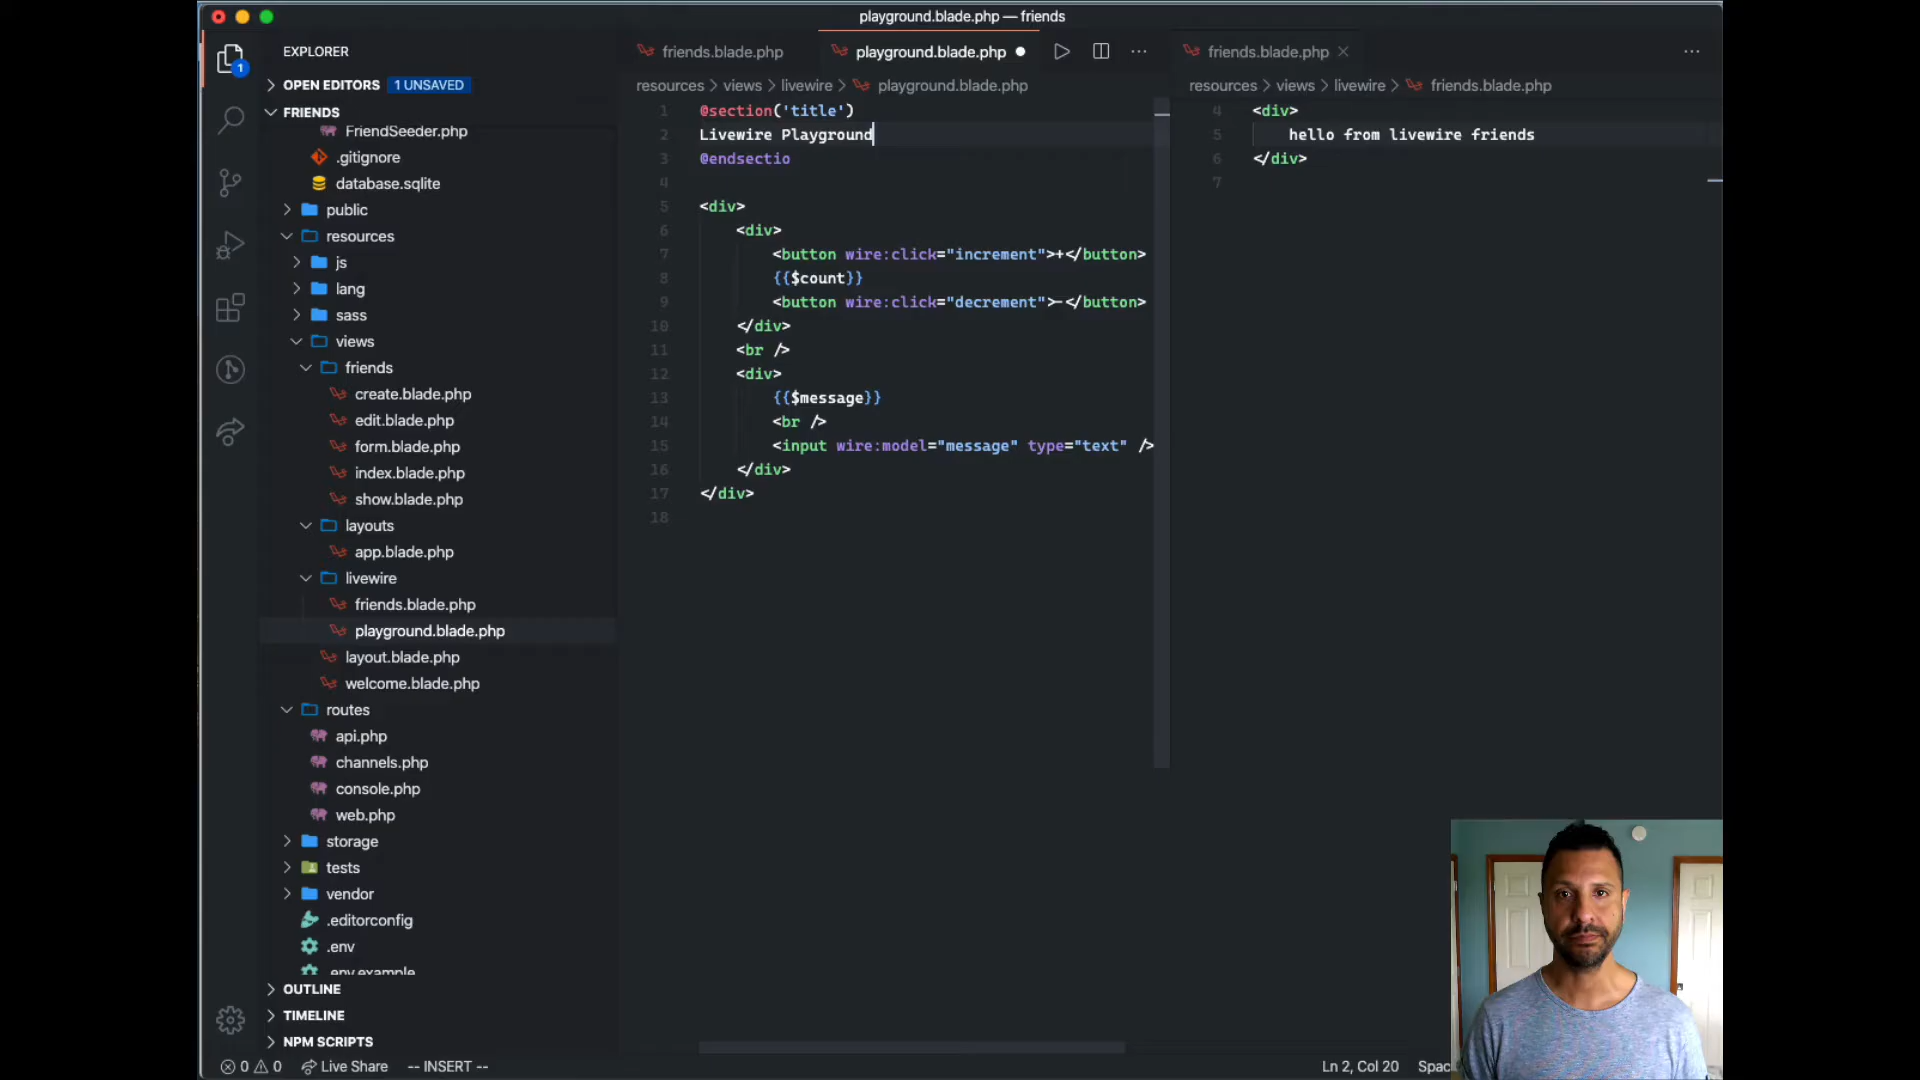 playground.blade.php — friends
EXPLORER
OPEN EDITORS 1 UNSAVED
FRIENDS
FriendSeeder.php
.gitignore
database.sqlite
public
resources
js
lang
sass
views
friends
create.blade.php
edit.blade.php
form.blade.php
index.blade.php
show.blade.php
layouts
app.blade.php
livewire
friends.blade.php
playground.blade.php
layout.blade.php
welcome.blade.php
routes
api.php
channels.php
console.php
web.php
storage
tests
vendor
.editorconfig
.env
.env.example
OUTLINE
TIMELINE
NPM SCRIPTS
1
friends.blade.php
playground.blade.php
resources > views > livewire > playground.blade.php
1 @section('title')
2 Livewire Playground
3 @endsectio
4
5 <div>
6 <div>
7 <button wire:click="increment">+</button>
8 {{$count}}
9 <button wire:click="decrement">-</button>
10 </div>
11 <br />
12 <div>
13 {{$message}}
14 <br />
15 <input wire:model="message" type="text" />
16 </div>
17 </div>
18
friends.blade.php
resources > views > livewire > friends.blade.php
4 <div>
5 hello from livewire friends
6 </div>
7
0 0 Live Share -- INSERT -- Ln 2, Col 20 Spac